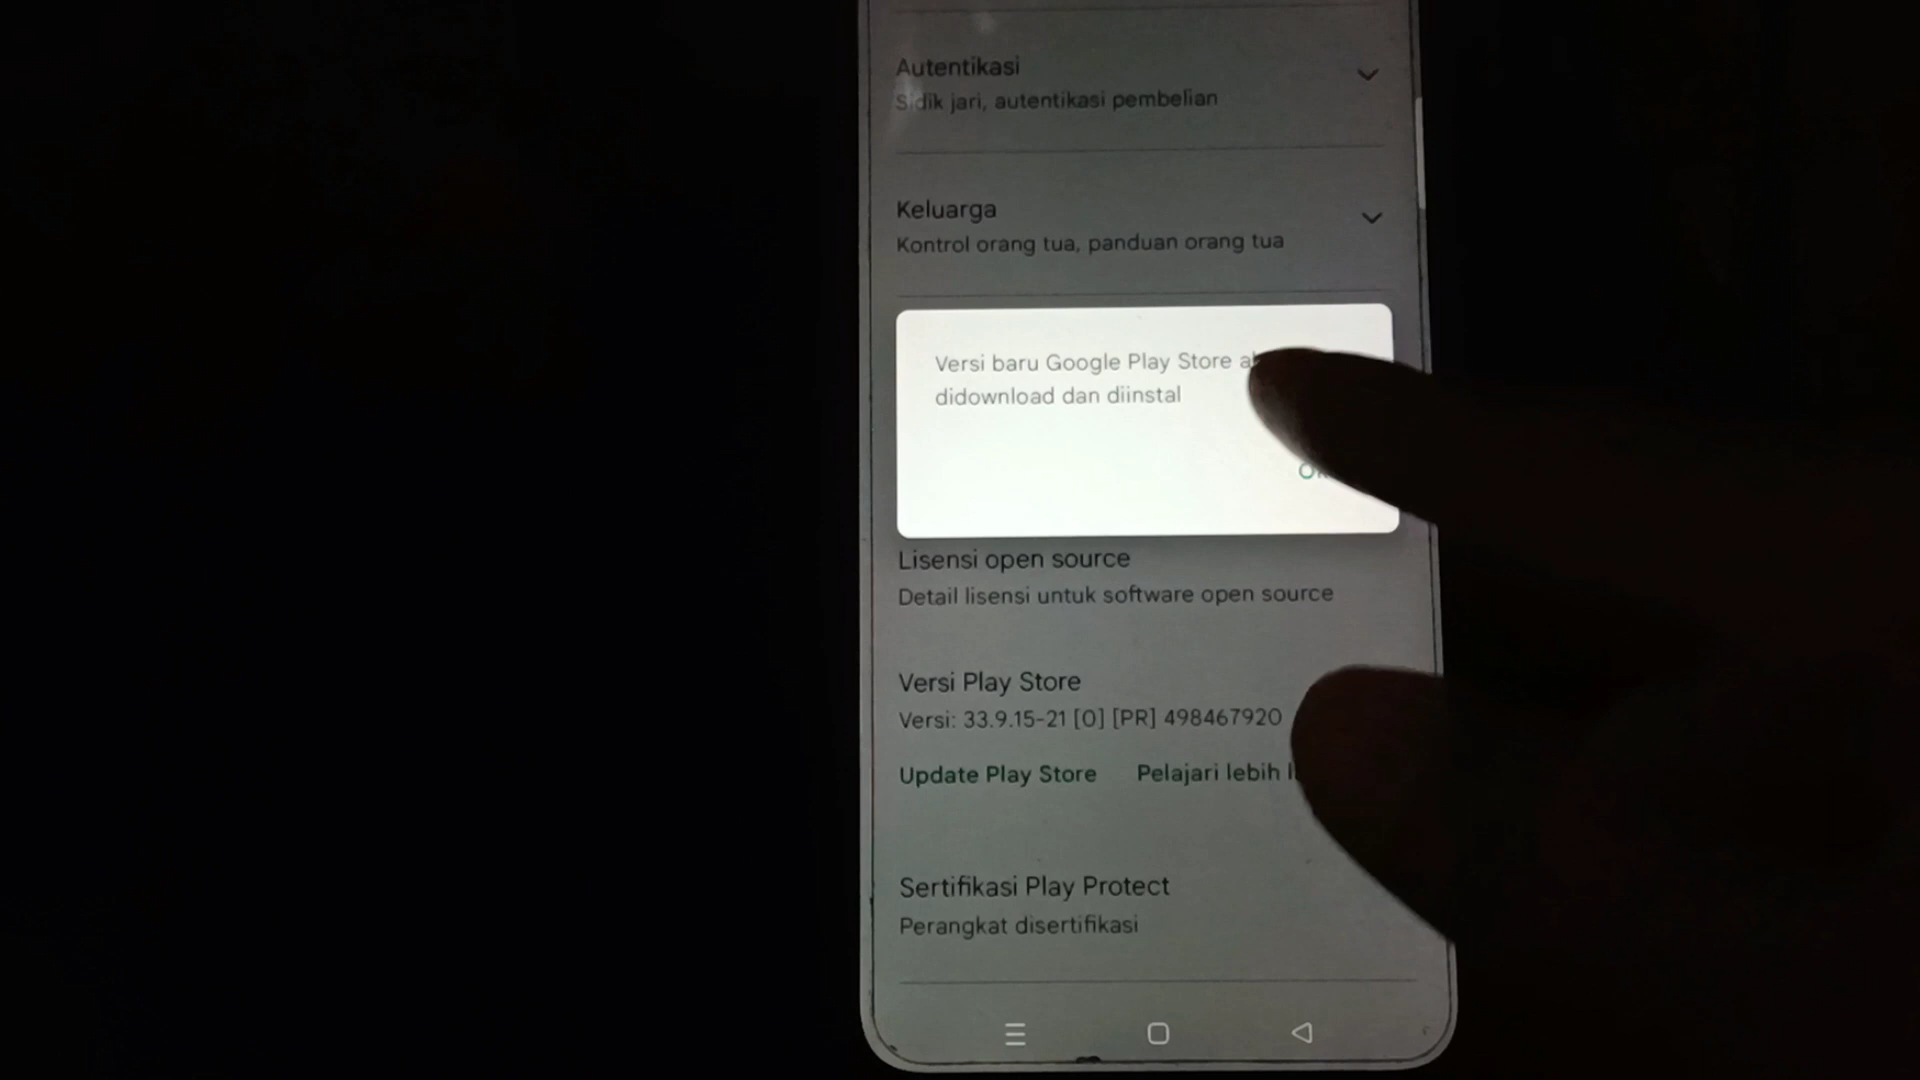 Autentikasi
Sidik jari, autentikasi pembelian
Keluarga
Kontrol orang tua, panduan orang tua
Versi baru Google Play Store
didownload dan diinstal
Lisensi open source
Detail lisensi untuk software open source
Versi Play Store
Versi: 33.9.15-21 [0] [PR] 498467920
Update Play Store Pelajari lebih
Sertifikasi Play Protect
Perangkat disertifikasi